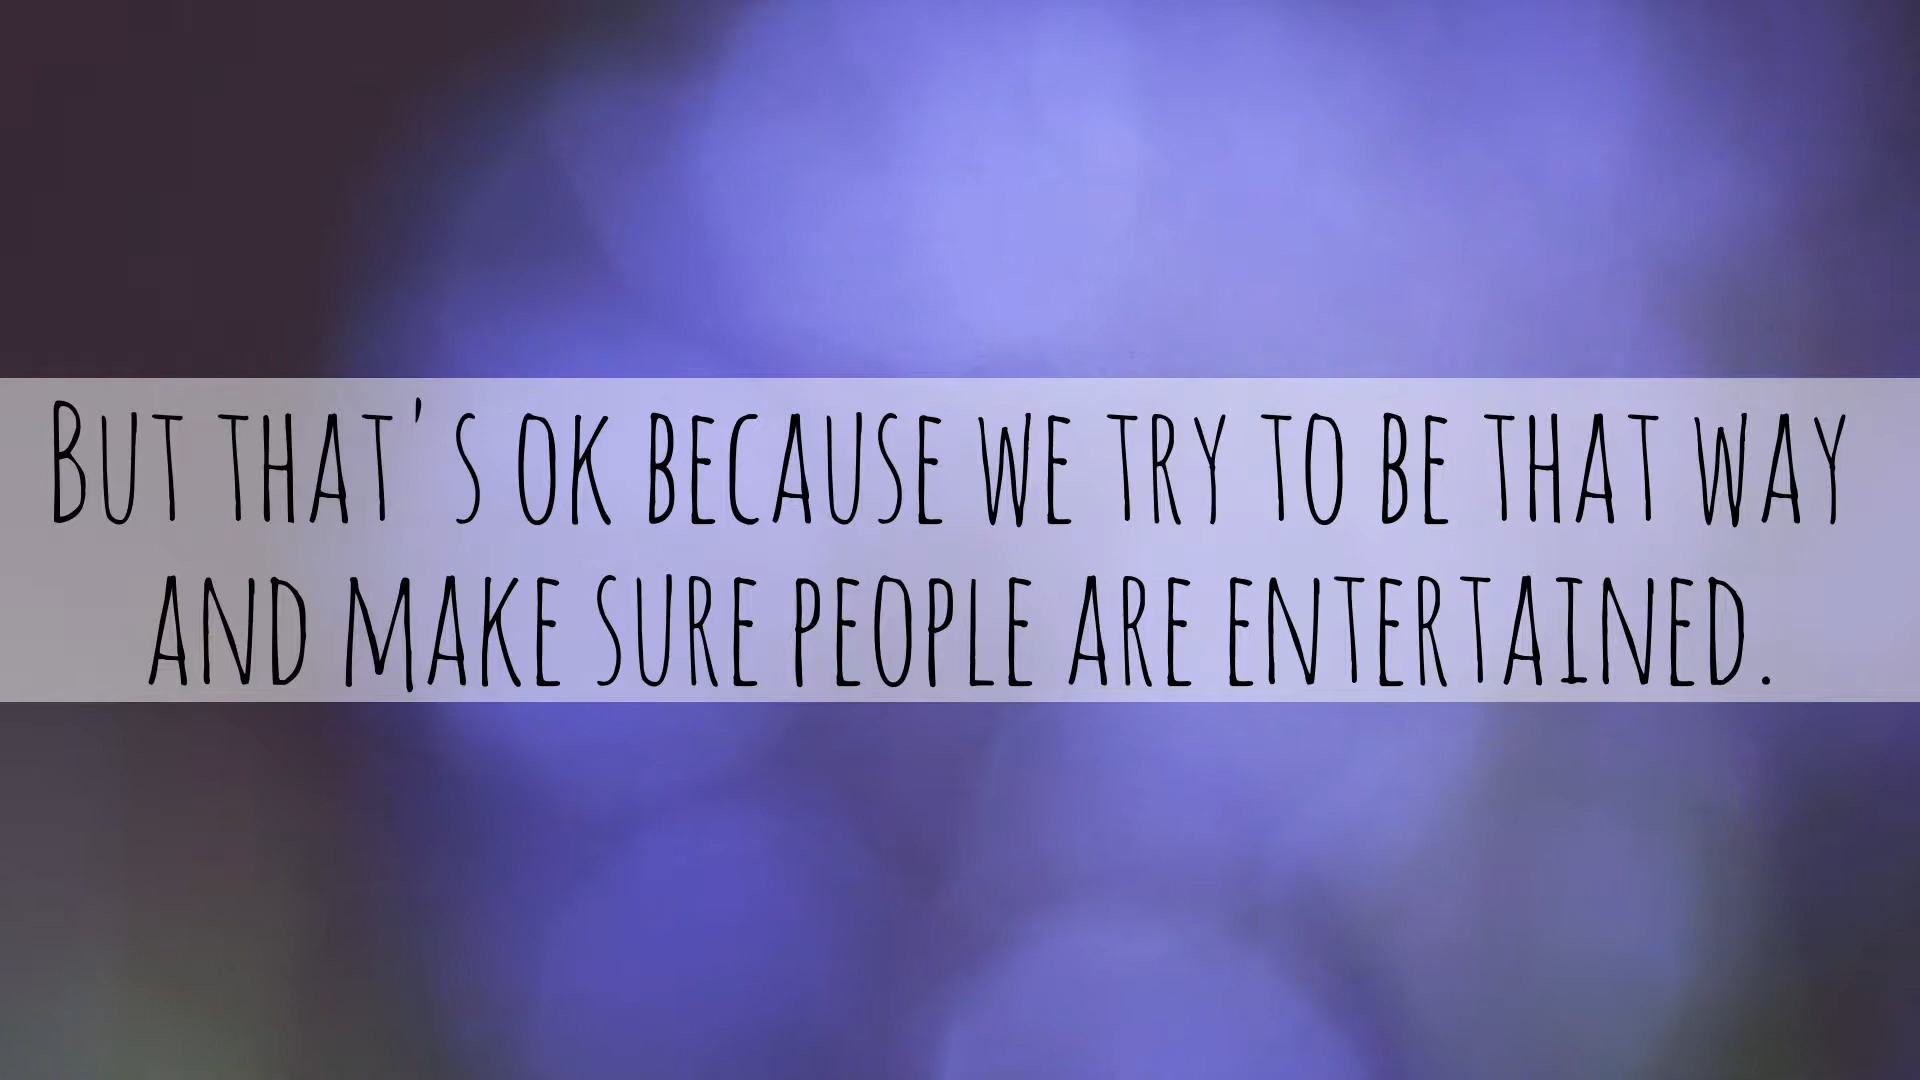 But that's ok because we try to be that way
and make sure people are entertained.